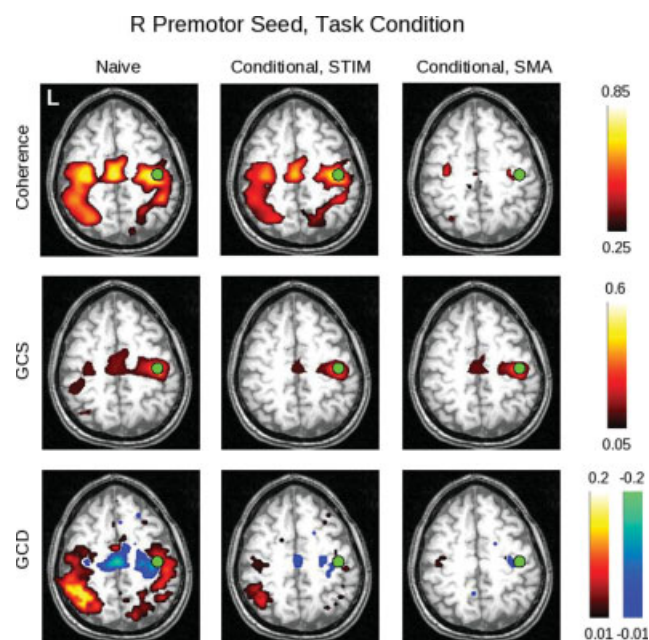 R Premotor Seed, Task Condition
Naive
Conditional, STIM
Conditional, SMA
L
Coherence
0.85
0.25
GCS
0.6
0.05
GCD
0.2 -0.2
0.01 -0.01